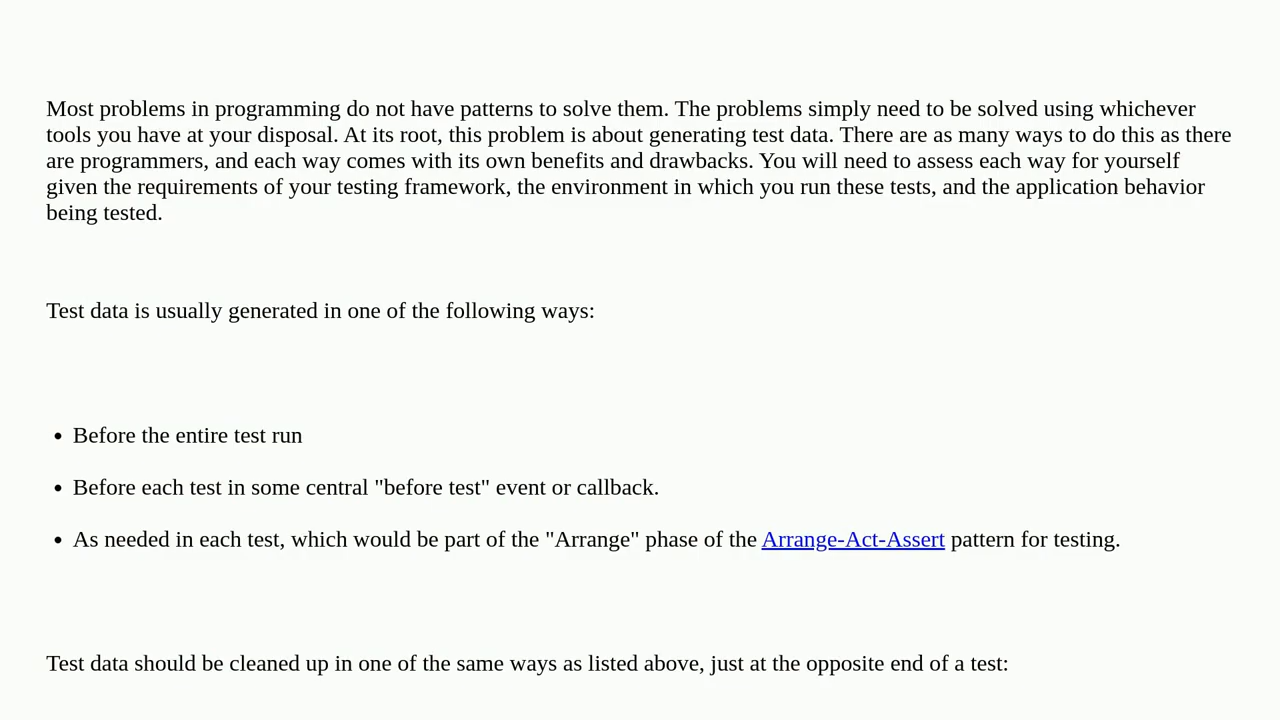 Most problems in programming do not have patterns to solve them. The problems simply need to be solved using whichever
tools you have at your disposal. At its root, this problem is about generating test data. There are as many ways to do this as there
are programmers, and each way comes with its own benefits and drawbacks. You will need to assess each way for yourself
given the requirements of your testing framework, the environment in which you run these tests, and the application behavior
being tested.
Test data is usually generated in one of the following ways:
• Before the entire test run
• Before each test in some central "before test" event or callback.
• As needed in each test, which would be part of the "Arrange" phase of the Arrange-Act-Assert pattern for testing.
Test data should be cleaned up in one of the same ways as listed above, just at the opposite end of a test: